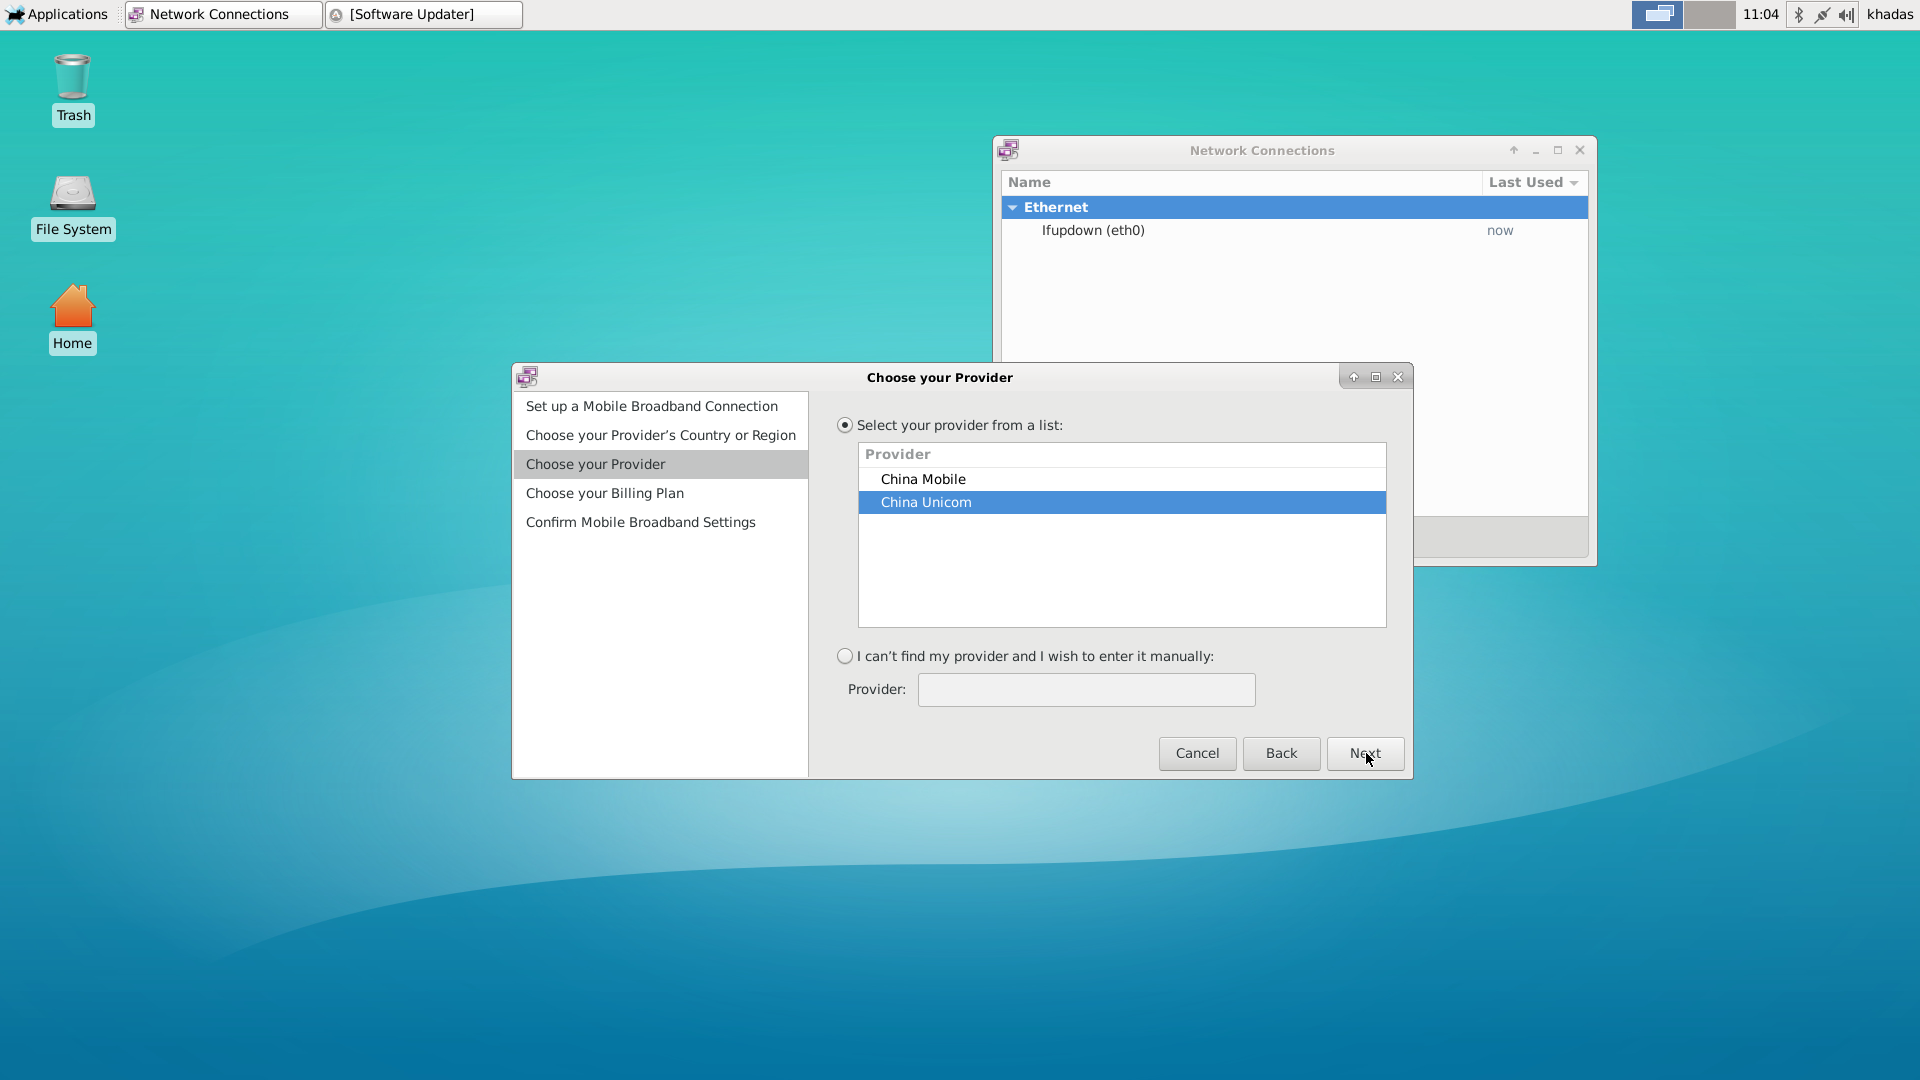 Applications
Network Connections
[Software Updater]
11:04
khadas
Trash
File System
Home
Network Connections
Name
Last Used
Ethernet
Ifupdown (eth0)
now
Choose your Provider
Set up a Mobile Broadband Connection
Choose your Provider’s Country or Region
Choose your Provider
Choose your Billing Plan
Confirm Mobile Broadband Settings
Select your provider from a list:
Provider
China Mobile
China Unicom
I can’t find my provider and I wish to enter it manually:
Provider:
Cancel
Back
Next